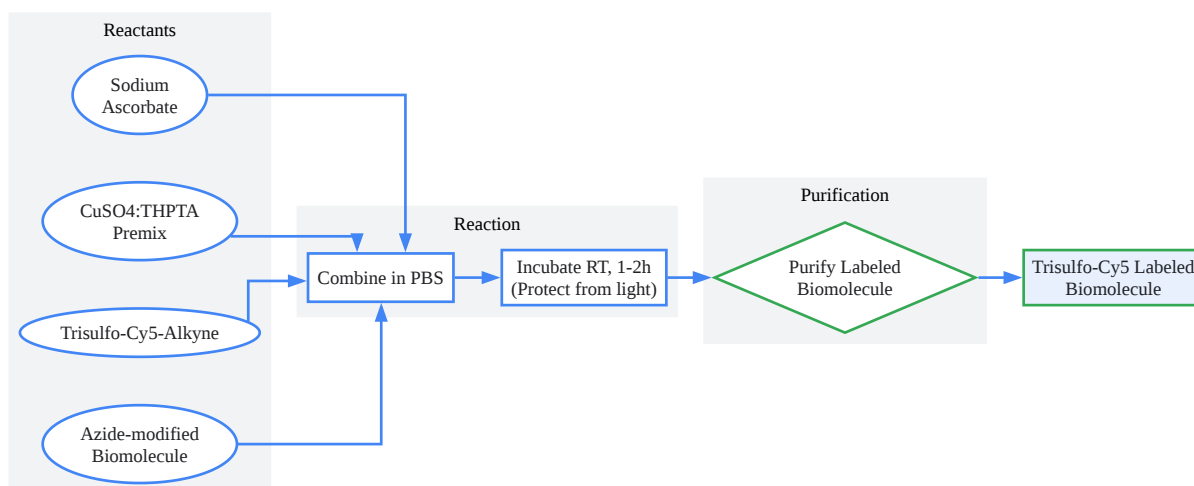 Reactants
Sodium
Ascorbate
CuSO4:THPTA
Premix
Trisulfo-Cy5-Alkyne
Azide-modified
Biomolecule
Reaction
Combine in PBS
Incubate RT, 1-2h
(Protect from light)
Purification
Purify Labeled
Biomolecule
Trisulfo-Cy5 Labeled
Biomolecule